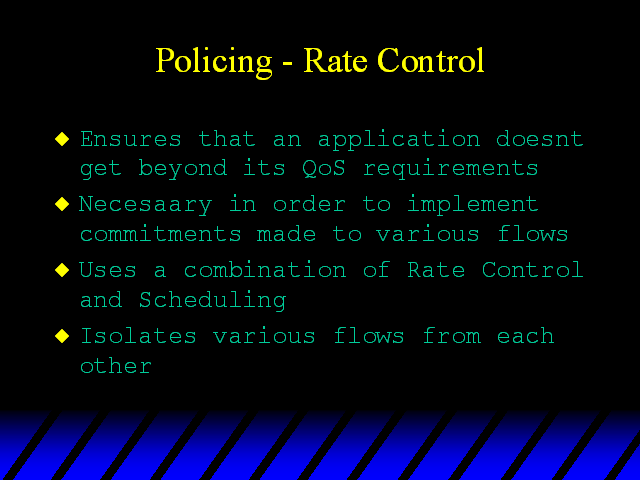 Policing - Rate Control
Ensures that an application doesnt
get beyond its QoS requirements
Necesaary in order to implement
commitments made to various flows
Uses a combination of Rate Control
and Scheduling
Isolates various flows from each
other